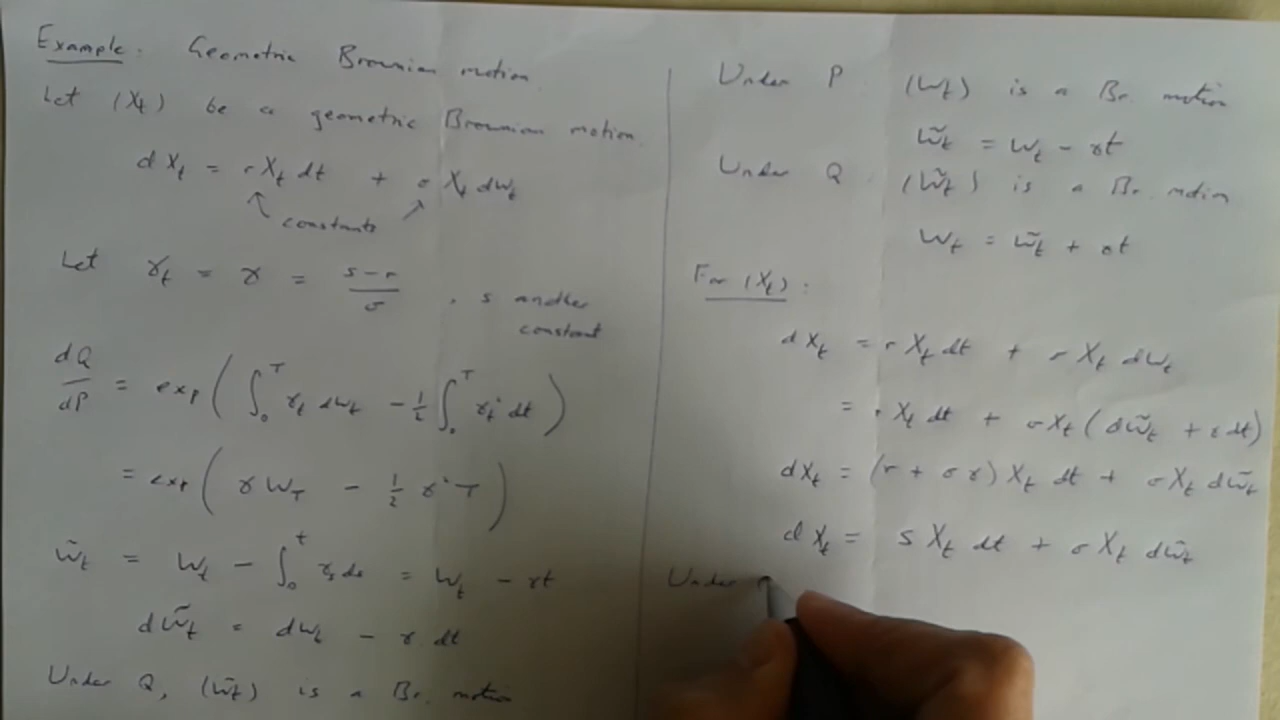 Example: Geometric Brownian motion
Let (X_t) be a geometric Brownian motion.
dX_t = r X_t dt + σ X_t dW_t
constants
Let γ_t = γ = (s - r)/σ , s another
constant
dQ/dP = exp( ∫_0^T γ_t dW_t - 1/2 ∫_0^T γ_t² dt )
= exp( γ W_T - 1/2 γ² T )
W̃_t = W_t - ∫_0^t γ_s ds = W_t - γt
dW̃_t = dW_t - γ dt
Under Q, (W̃_t) is a Br. motion
Under P (W_t) is a Br. motion
W̃_t = W_t - γt
Under Q (W̃_t) is a Br. motion
W_t = W̃_t + γt
For (X_t):
dX_t = r X_t dt + σ X_t dW_t
= r X_t dt + σ X_t ( dW̃_t + γ dt)
dX_t = (r + σγ) X_t dt + σ X_t dW̃_t
dX_t = s X_t dt + σ X_t dW̃_t
Under